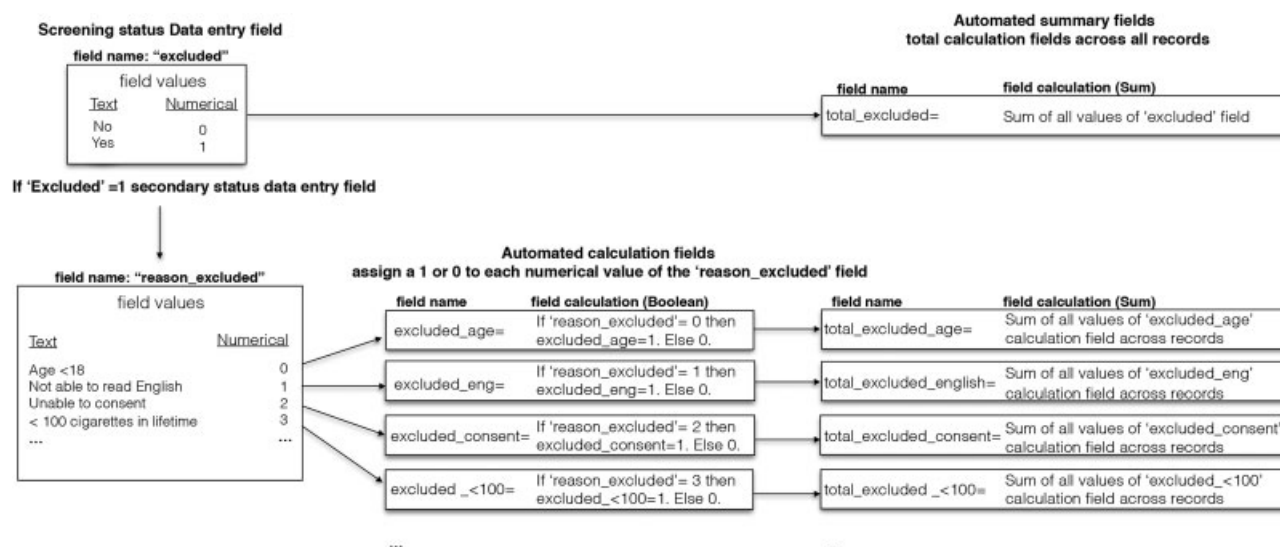 Screening status Data entry field
field name: “excluded”
field values
Text Numerical
No 0
Yes 1
Automated summary fields
total calculation fields across all records
field name field calculation (Sum)
total_excluded= Sum of all values of 'excluded' field
If 'Excluded' =1 secondary status data entry field
field name: “reason_excluded”
field values
Text Numerical
Age <18 0
Not able to read English 1
Unable to consent 2
< 100 cigarettes in lifetime 3
... ...
Automated calculation fields
assign a 1 or 0 to each numerical value of the 'reason_excluded' field
field name field calculation (Boolean)
excluded_age= If 'reason_excluded'= 0 then
excluded_age=1. Else 0.
excluded_eng= If 'reason_excluded'= 1 then
excluded_eng=1. Else 0.
excluded_consent= If 'reason_excluded'= 2 then
excluded_consent=1. Else 0.
excluded _<100= If 'reason_excluded'= 3 then
excluded_<100=1. Else 0.
...
field name field calculation (Sum)
total_excluded_age= Sum of all values of 'excluded_age'
calculation field across records
total_excluded_english= Sum of all values of 'excluded_eng'
calculation field across records
total_excluded_consent= Sum of all values of 'excluded_consent'
calculation field across records
total_excluded _<100= Sum of all values of 'excluded_<100'
calculation field across records
...